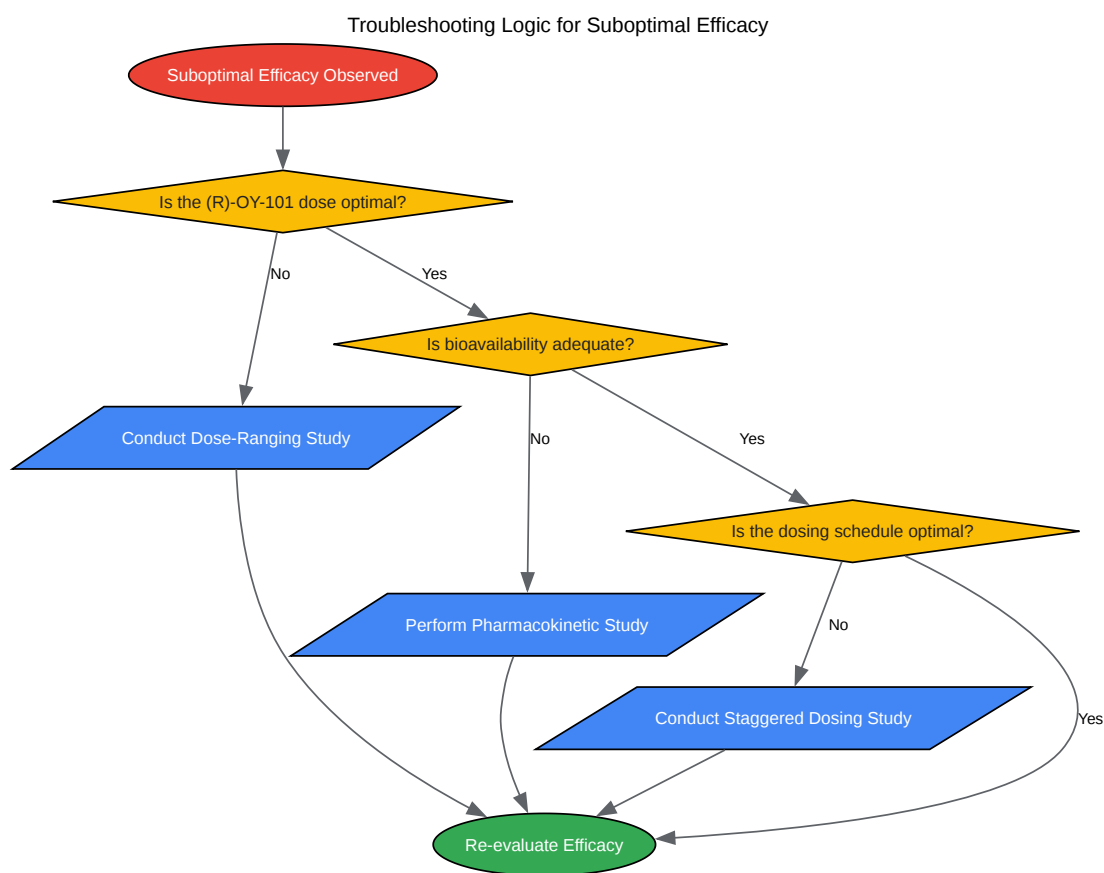 Troubleshooting Logic for Suboptimal Efficacy
Suboptimal Efficacy Observed
Is the (R)-OY-101 dose optimal?
No
Yes
Is bioavailability adequate?
Conduct Dose-Ranging Study
No
Yes
Is the dosing schedule optimal?
Perform Pharmacokinetic Study
No
Conduct Staggered Dosing Study
Yes
Re-evaluate Efficacy